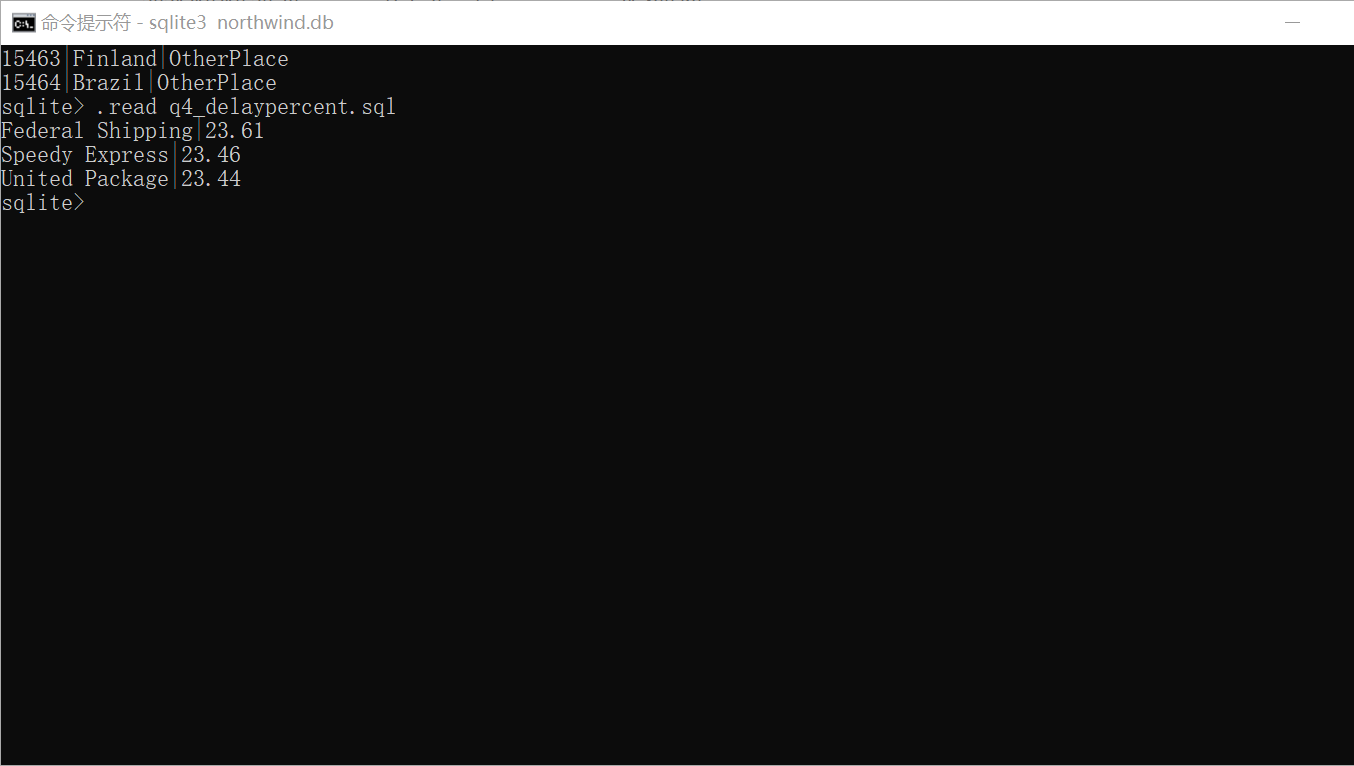 命令提示符 - sqlite3 northwind.db
15463|Finland|OtherPlace
15464|Brazil|OtherPlace
sqlite> .read q4_delaypercent.sql
Federal Shipping|23.61
Speedy Express|23.46
United Package|23.44
sqlite>